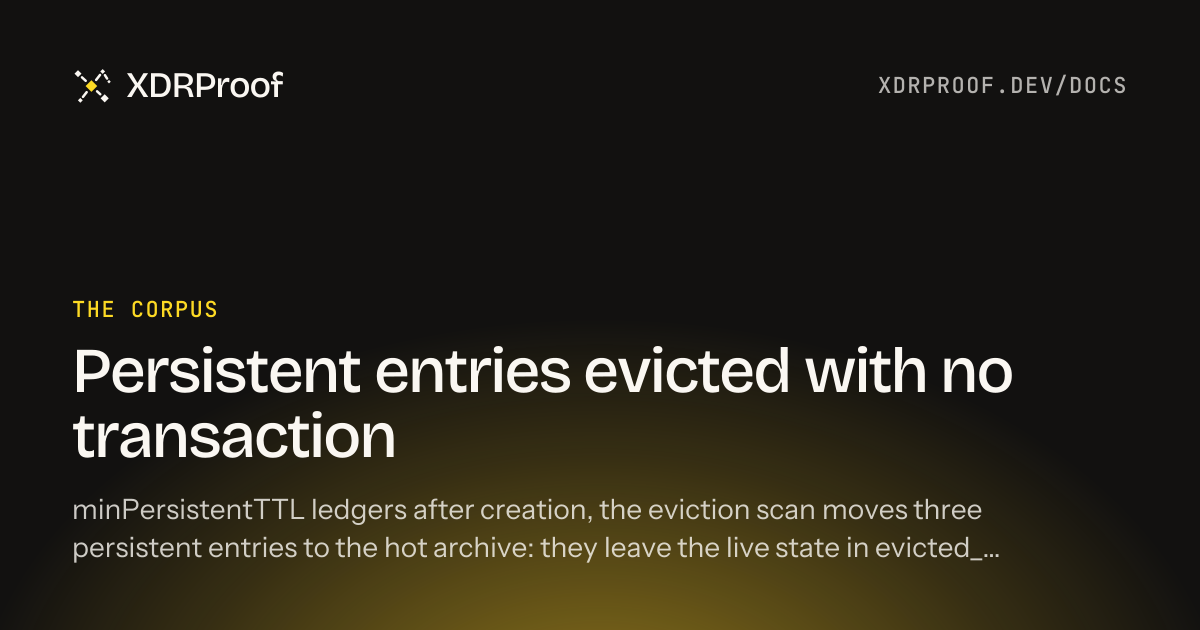 XDRProof
XDRPROOF.DEV/DOCS
THE CORPUS
Persistent entries evicted with no
transaction
minPersistentTTL ledgers after creation, the eviction scan moves three
persistent entries to the hot archive: they leave the live state in evicted_...